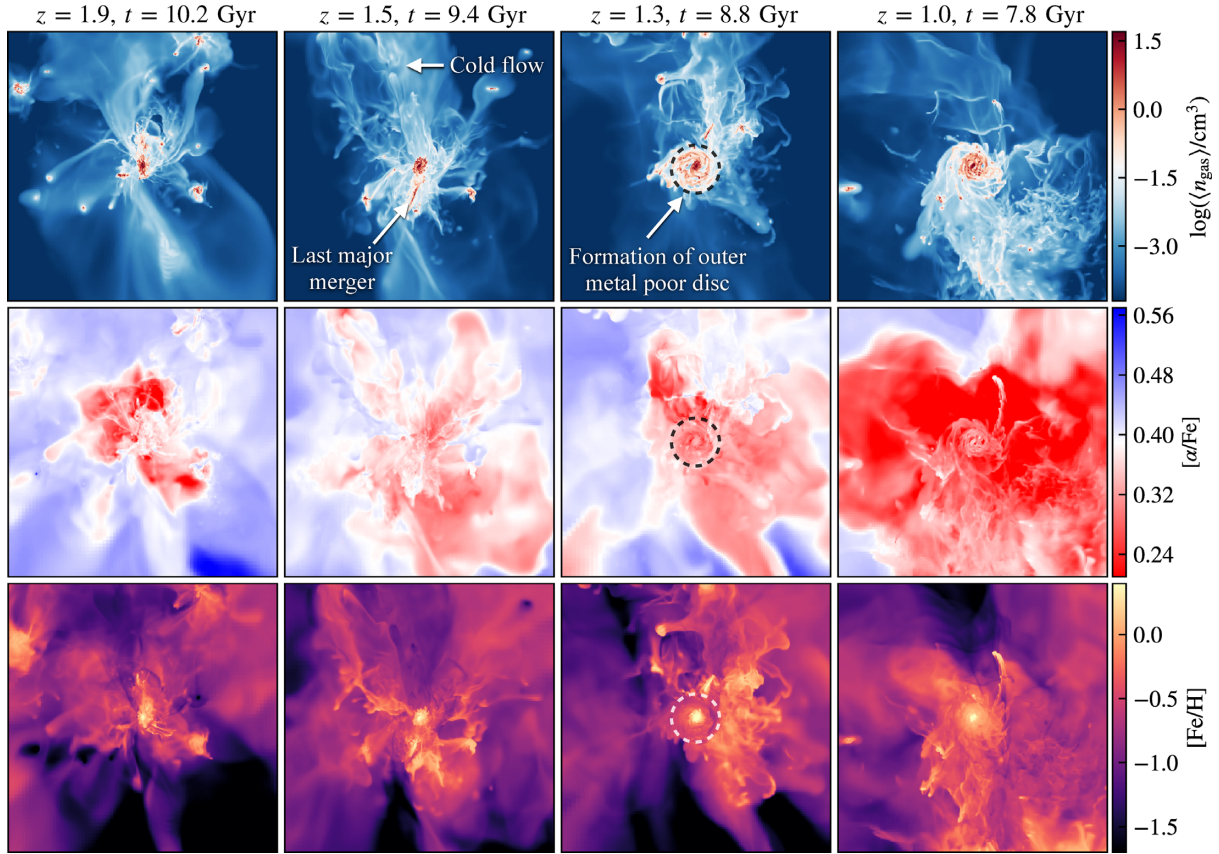 z = 1.9, t = 10.2 Gyr
z = 1.5, t = 9.4 Gyr
z = 1.3, t = 8.8 Gyr
z = 1.0, t = 7.8 Gyr
Cold flow
Last major
merger
Formation of outer
metal poor disc
1.5
0.0
−1.5
−3.0
log(⟨n_gas⟩/cm³)
0.56
0.48
0.40
0.32
0.24
[α/Fe]
0.0
−0.5
−1.0
−1.5
[Fe/H]